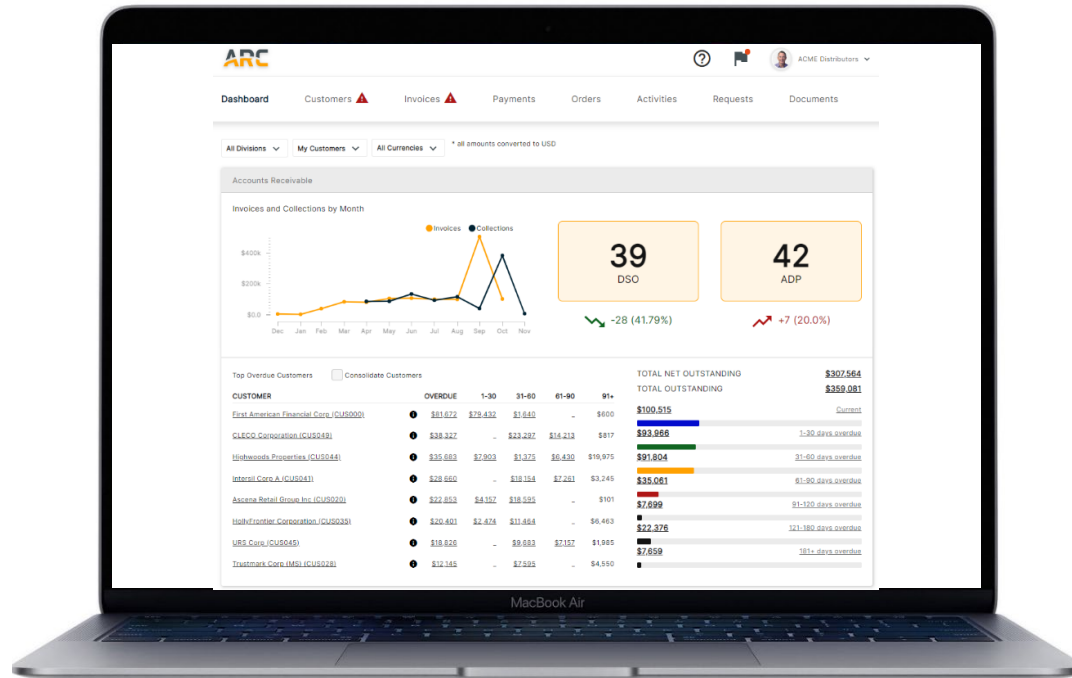 ARC
ACME Distributors
Dashboard Customers Invoices Payments Orders Activities Requests Documents
All Divisions My Customers All Currencies * all amounts converted to USD
Accounts Receivable
Invoices and Collections by Month
Invoices Collections
$400k
$200k
$0.0
Dec Jan Feb Mar Apr May Jun Jul Aug Sep Oct Nov
39
DSO
-28 (41.79%)
42
ADP
+7 (20.0%)
Top Overdue Customers Consolidate Customers
CUSTOMER OVERDUE 1-30 31-60 61-90 91+
First American Financial Corp (CUS000) $81,672 $79,432 $1,640 - $600
CLECO Corporation (CUS049) $38,327 - $23,297 $14,213 $817
Highwoods Properties (CUS044) $35,683 $7,903 $1,375 $6,430 $19,975
Intersil Corp A (CUS041) $28,660 - $18,154 $7,261 $3,245
Ascena Retail Group Inc (CUS020) $22,853 $4,157 $18,595 - $101
HollyFrontier Corporation (CUS035) $20,401 $2,474 $11,464 - $6,463
URS Corp (CUS045) $18,826 - $9,683 $7,157 $1,985
Trustmark Corp (MS) (CUS028) $12,145 - $7,595 - $4,550
TOTAL NET OUTSTANDING $307,564
TOTAL OUTSTANDING $359,081
$100,515 Current
$93,966 1-30 days overdue
$91,804 31-60 days overdue
$35,061 61-90 days overdue
$7,699 91-120 days overdue
$22,376 121-180 days overdue
$7,659 181+ days overdue
MacBook Air